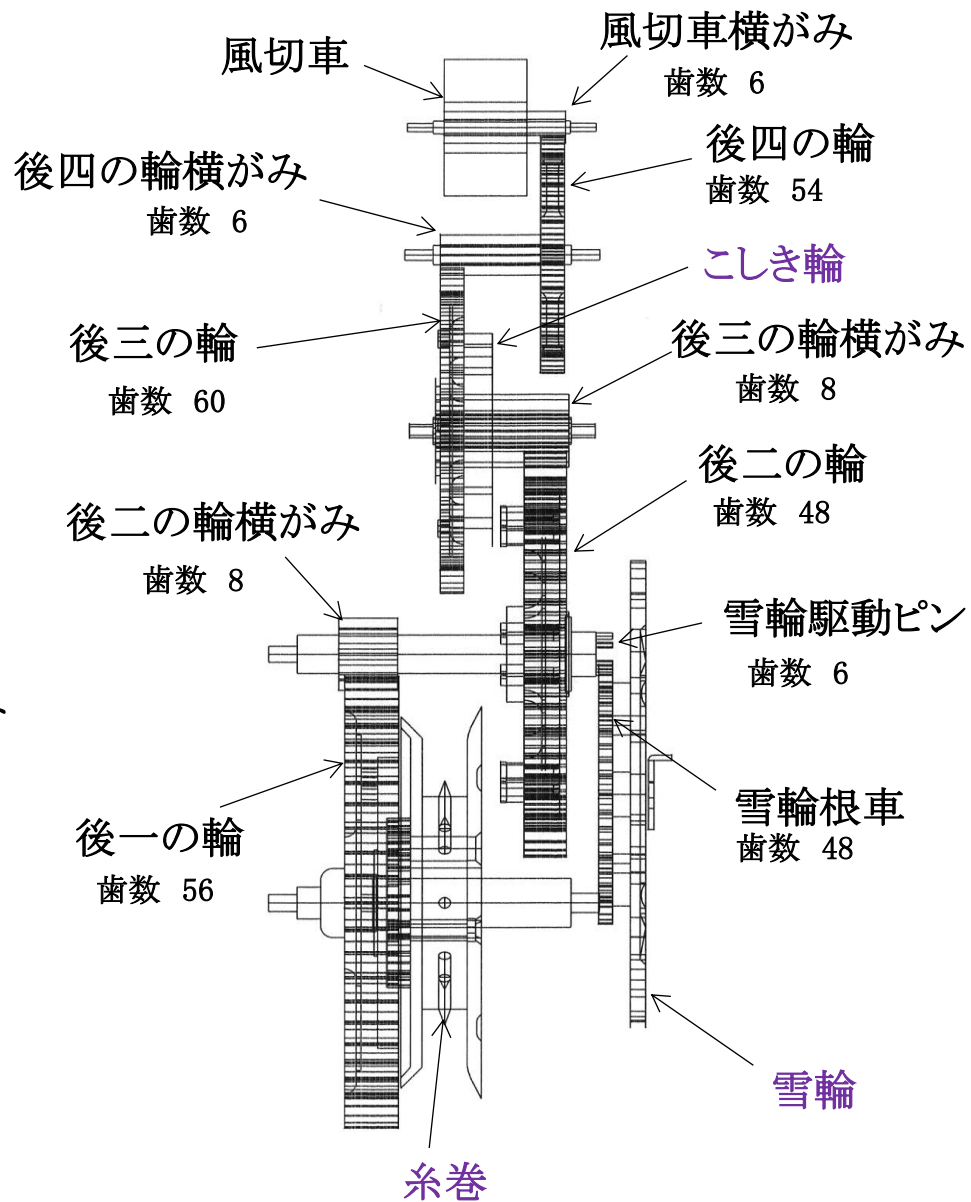 風切車
風切車横がみ
歯数 6
後四の輪
歯数 54
後四の輪横がみ
歯数 6
こしき輪
後三の輪
歯数 60
後三の輪横がみ
歯数 8
後二の輪
歯数 48
後二の輪横がみ
歯数 8
雪輪駆動ピン
歯数 6
雪輪根車
歯数 48
後一の輪
歯数 56
雪輪
糸巻